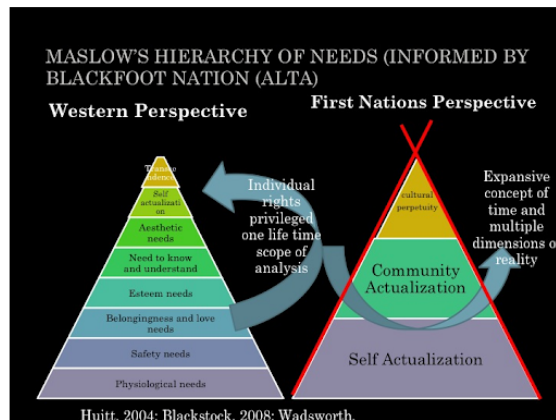 MASLOW'S HIERARCHY OF NEEDS (INFORMED BY
BLACKFOOT NATION (ALTA)
Western Perspective
Transcendence
Self
actualizati
on
Aesthetic
needs
Need to know
and understand
Esteem needs
Belongingness and love
needs
Safety needs
Physiological needs
Individual
rights
privileged
one life time
scope of
analysis
First Nations Perspective
cultural
perpetuity
Community
Actualization
Self Actualization
Expansive
concept of
time and
multiple
dimensions of
reality
Huitt, 2004; Blackstock, 2008; Wadsworth,